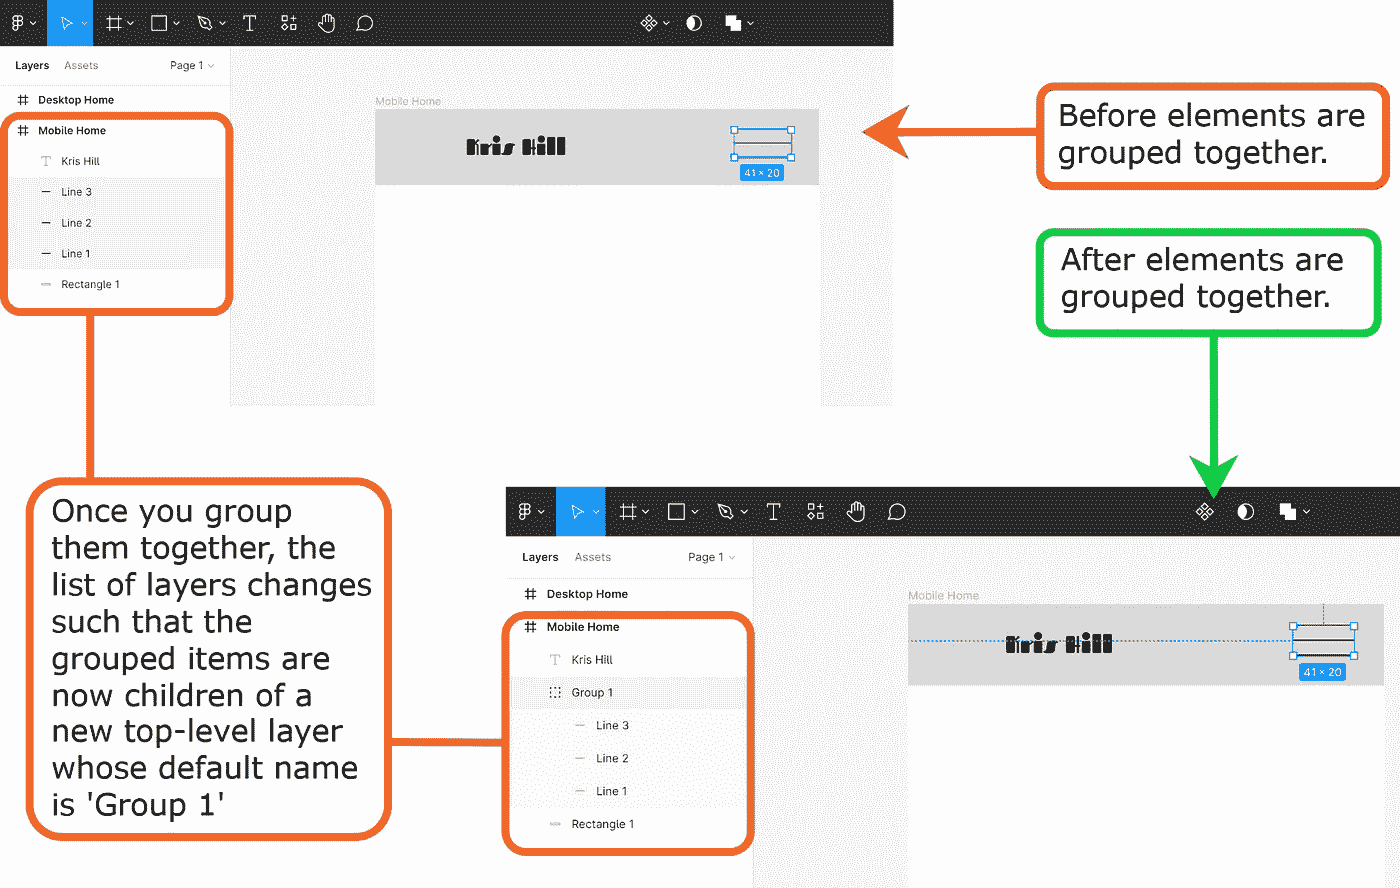 Layers Assets Page 1
Desktop Home
Mobile Home
Kris Hill
Line 3
Line 2
Line 1
Rectangle 1
Mobile Home
Kris Hill
41 × 20
Before elements are
grouped together.
After elements are
grouped together.
Once you group
them together, the
list of layers changes
such that the
grouped items are
now children of a
new top-level layer
whose default name
is 'Group 1'
Layers Assets Page 1
Desktop Home
Mobile Home
Kris Hill
Group 1
Line 3
Line 2
Line 1
Rectangle 1
Mobile Home
Kris Hill
41 × 20